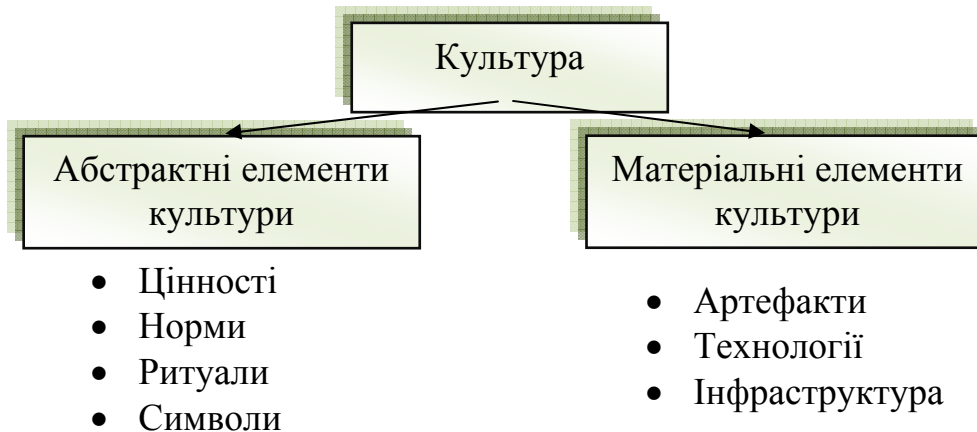 Культура
Абстрактні елементи
культури
• Цінності
• Норми
• Ритуали
• Символи
Матеріальні елементи
культури
• Артефакти
• Технології
• Інфраструктура